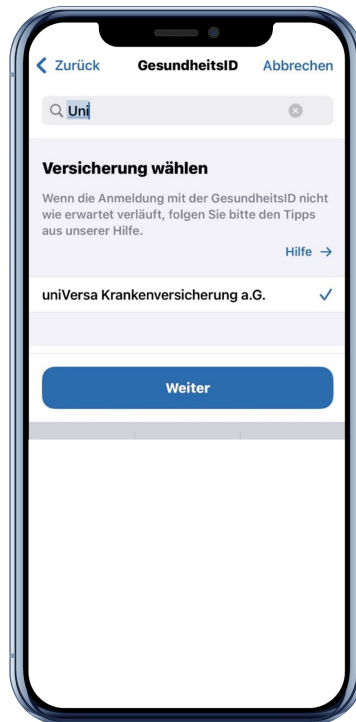 Zurück GesundheitsID Abbrechen
Uni
Versicherung wählen
Wenn die Anmeldung mit der GesundheitsID nicht
wie erwartet verläuft, folgen Sie bitte den Tipps
aus unserer Hilfe.
Hilfe →
uniVersa Krankenversicherung a.G.
Weiter